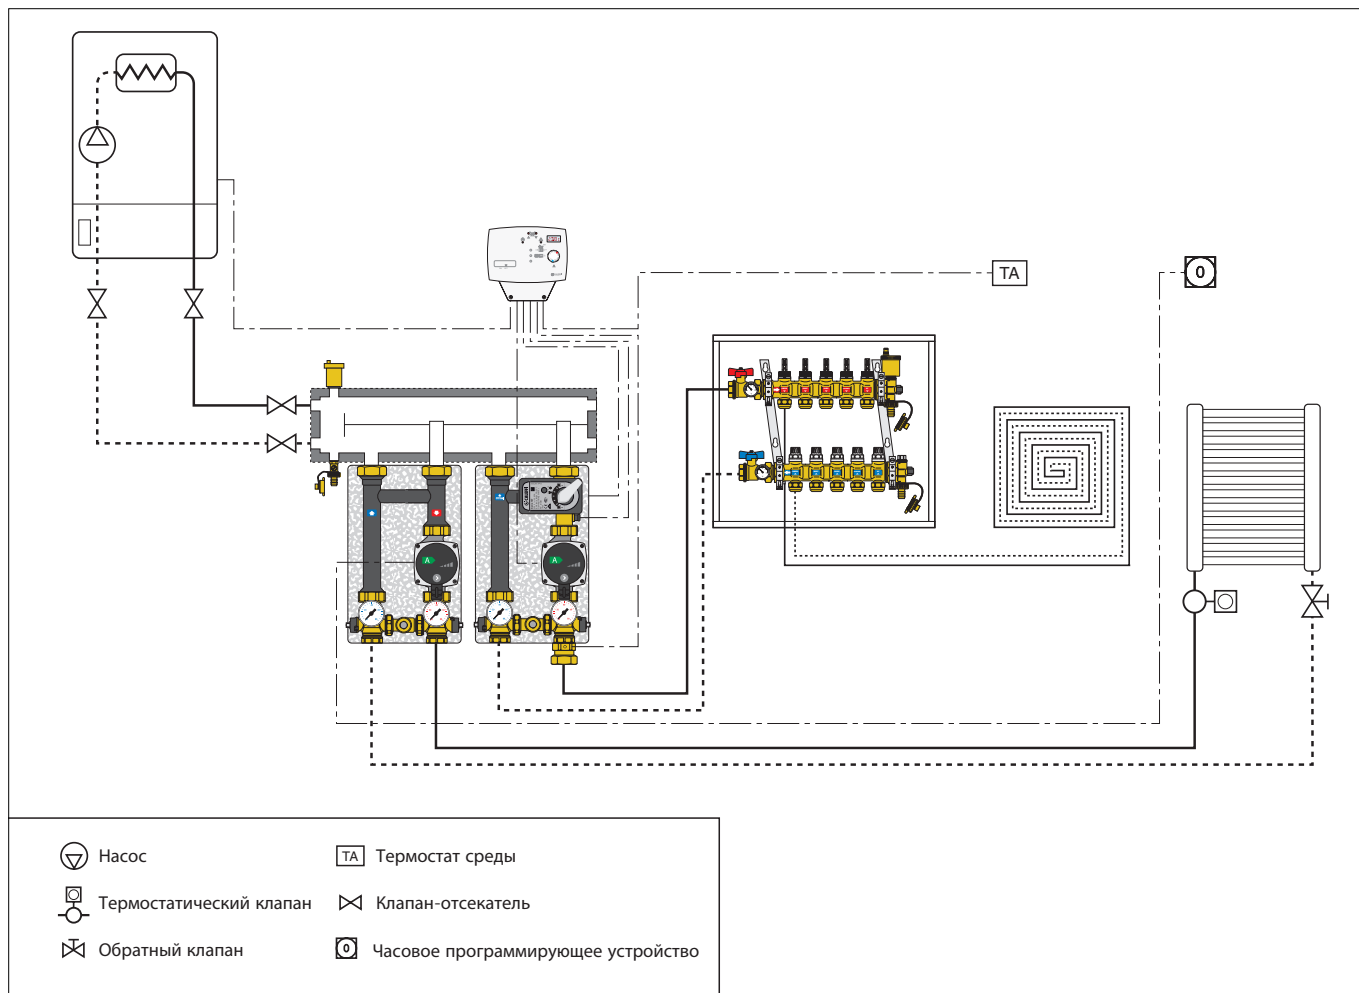 TA
0
A
A
Насос
TA
Термостат среды
Термостатический клапан
Клапан-отсекатель
Обратный клапан
0
Часовое программирующее устройство